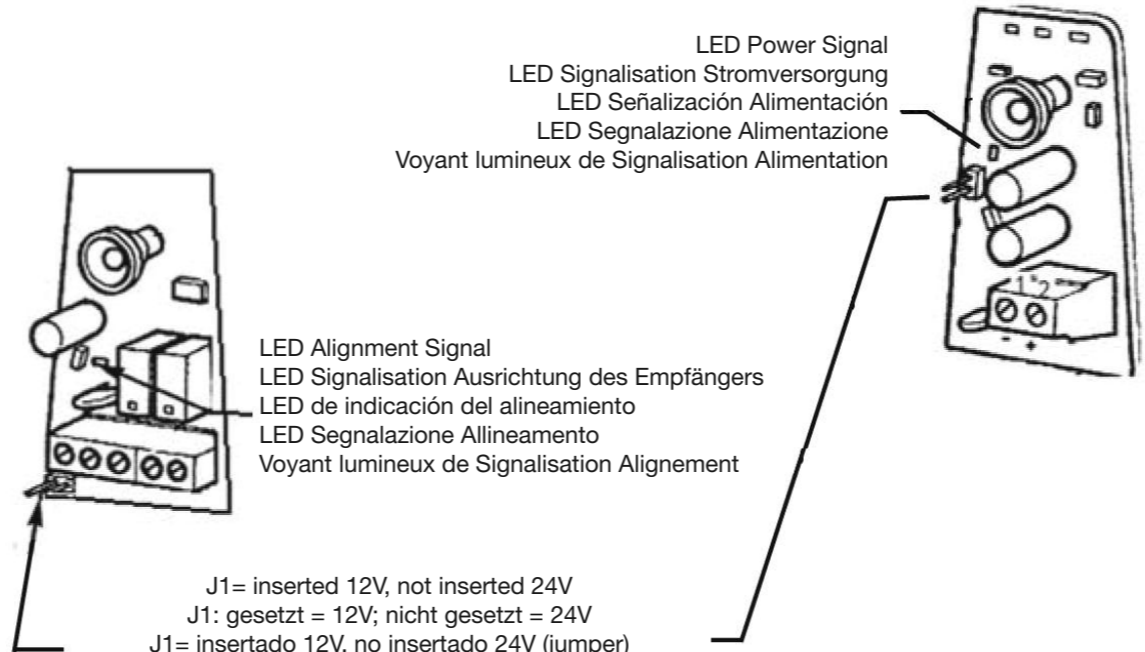 LED Power Signal
LED Signalisation Stromversorgung
LED Señalización Alimentación
LED Segnalazione Alimentazione
Voyant lumineux de Signalisation Alimentation
1 2
- +
LED Alignment Signal
LED Signalisation Ausrichtung des Empfängers
LED de indicación del alineamiento
LED Segnalazione Allineamento
Voyant lumineux de Signalisation Alignement
J1= inserted 12V, not inserted 24V
J1: gesetzt = 12V; nicht gesetzt = 24V
J1= insertado 12V, no insertado 24V (jumper)